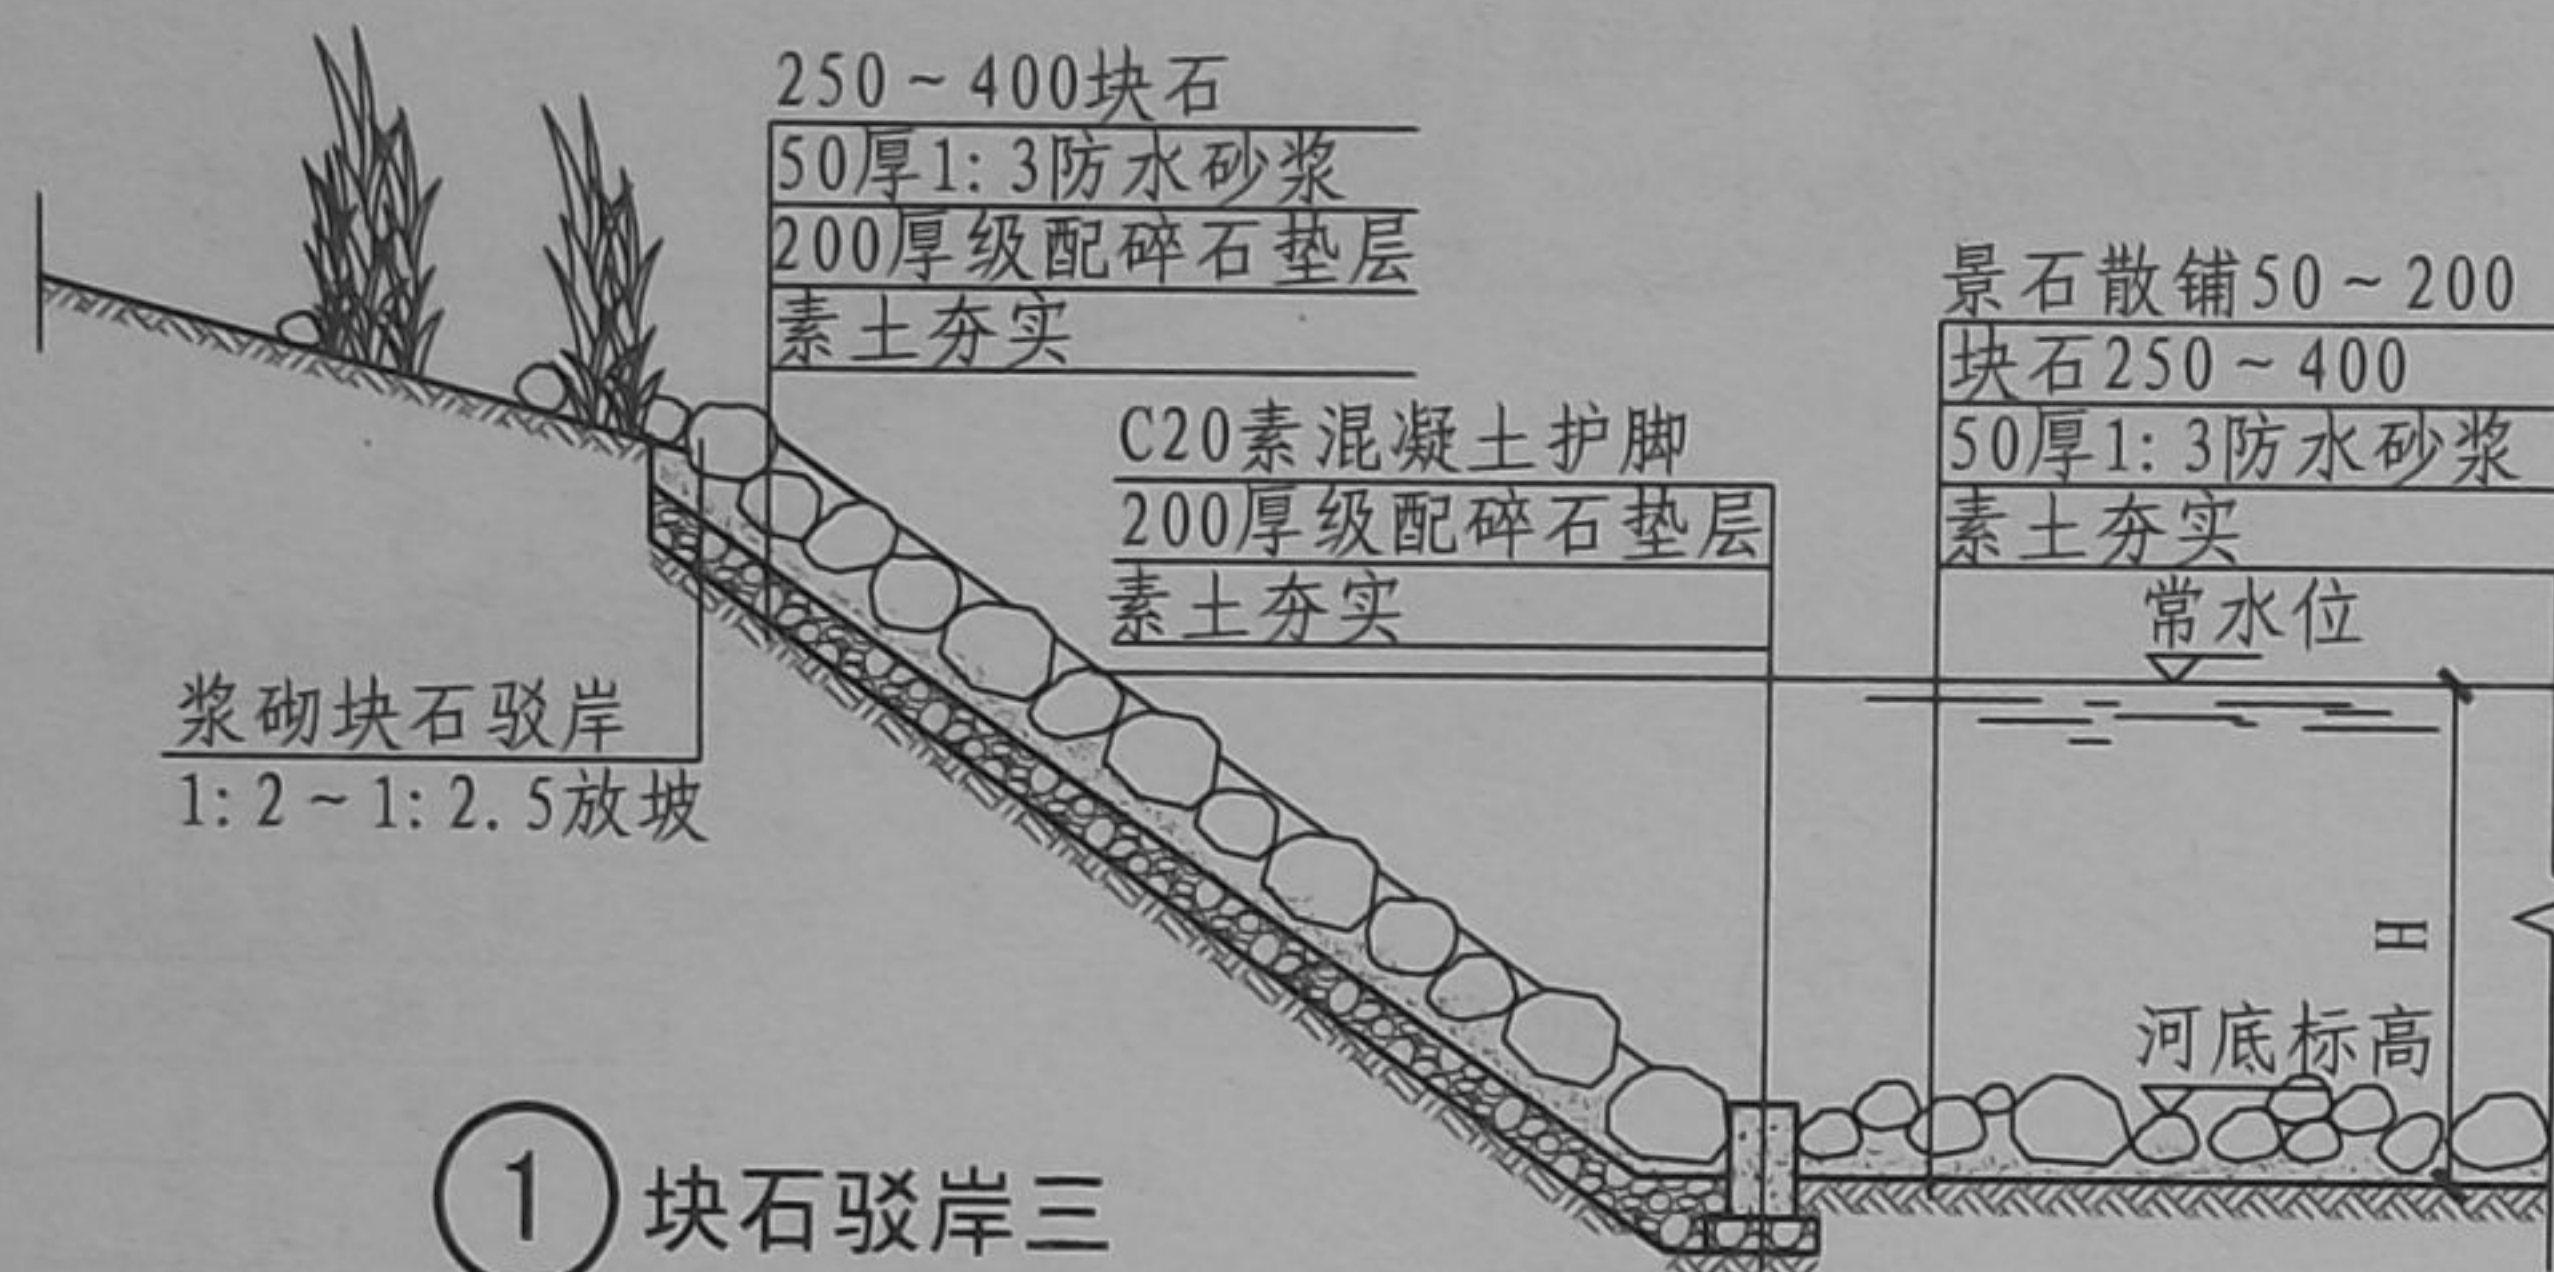 250～400块石
50厚1:3防水砂浆
200厚级配碎石垫层
素土夯实
景石散铺50～200
块石250～400
50厚1:3防水砂浆
素土夯实
常水位
C20素混凝土护脚
200厚级配碎石垫层
素土夯实
浆砌块石驳岸
1:2～1:2.5放坡
H
河底标高
1 块石驳岸三